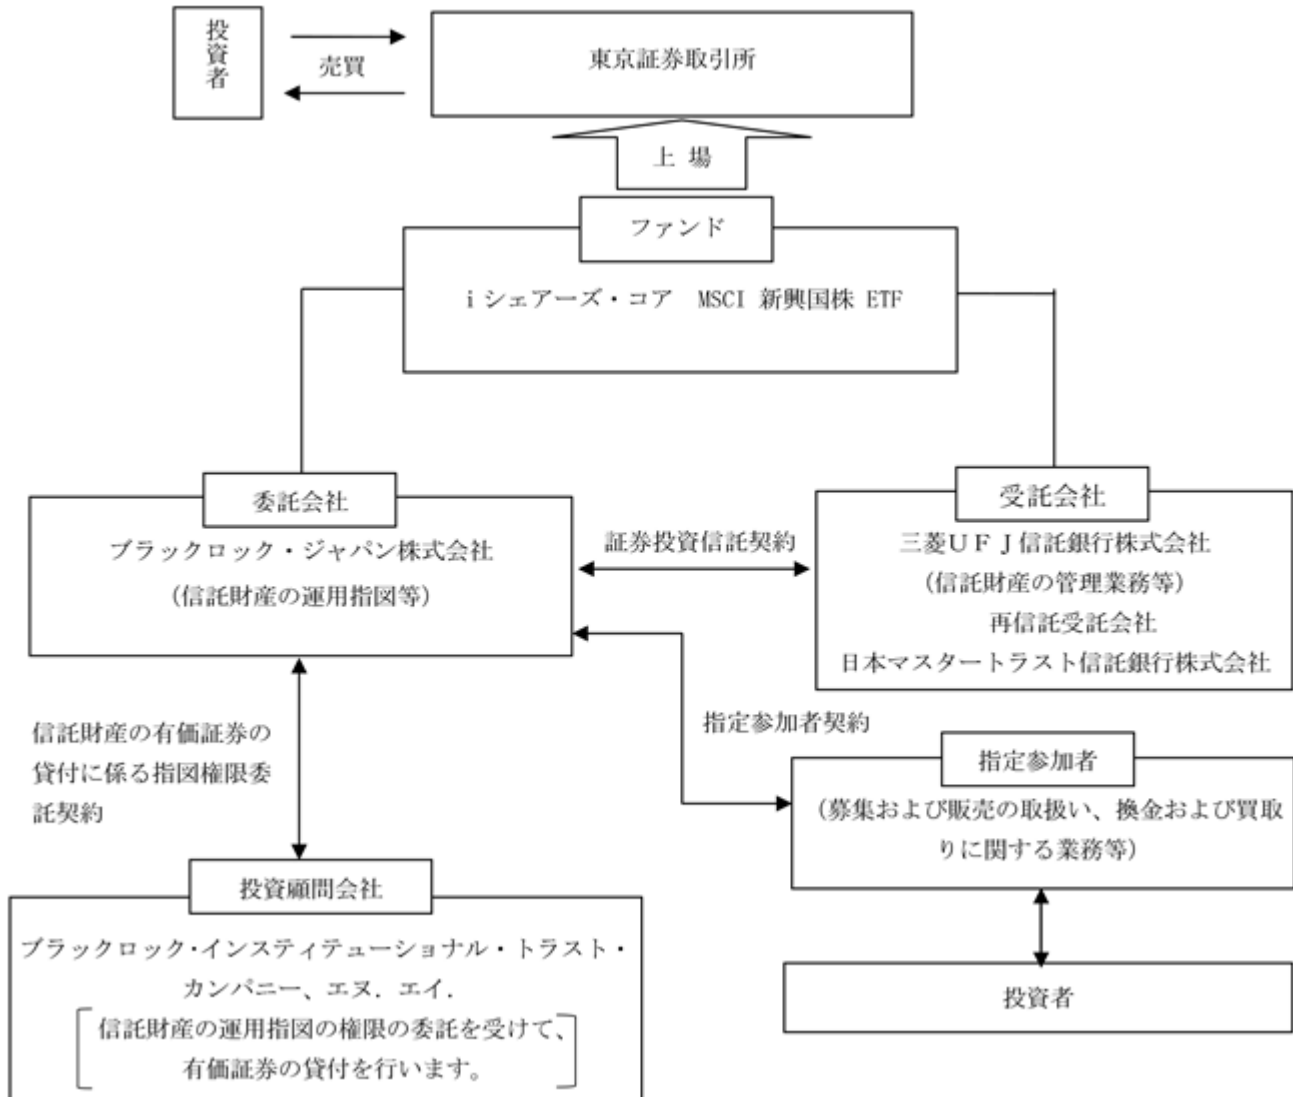 投資者
売買
東京証券取引所
上 場
ファンド
i シェアーズ・コア MSCI 新興国株 ETF
委託会社
ブラックロック・ジャパン株式会社
(信託財産の運用指図等)
証券投資信託契約
受託会社
三菱ＵＦＪ信託銀行株式会社
(信託財産の管理業務等)
再信託受託会社
日本マスタートラスト信託銀行株式会社
信託財産の有価証券の
貸付に係る指図権限委
託契約
指定参加者契約
指定参加者
(募集および販売の取扱い、換金および買取
りに関する業務等)
投資者
投資顧問会社
ブラックロック・インスティテューショナル・トラスト・
カンパニー、エヌ．エイ．
信託財産の運用指図の権限の委託を受けて、
有価証券の貸付を行います。